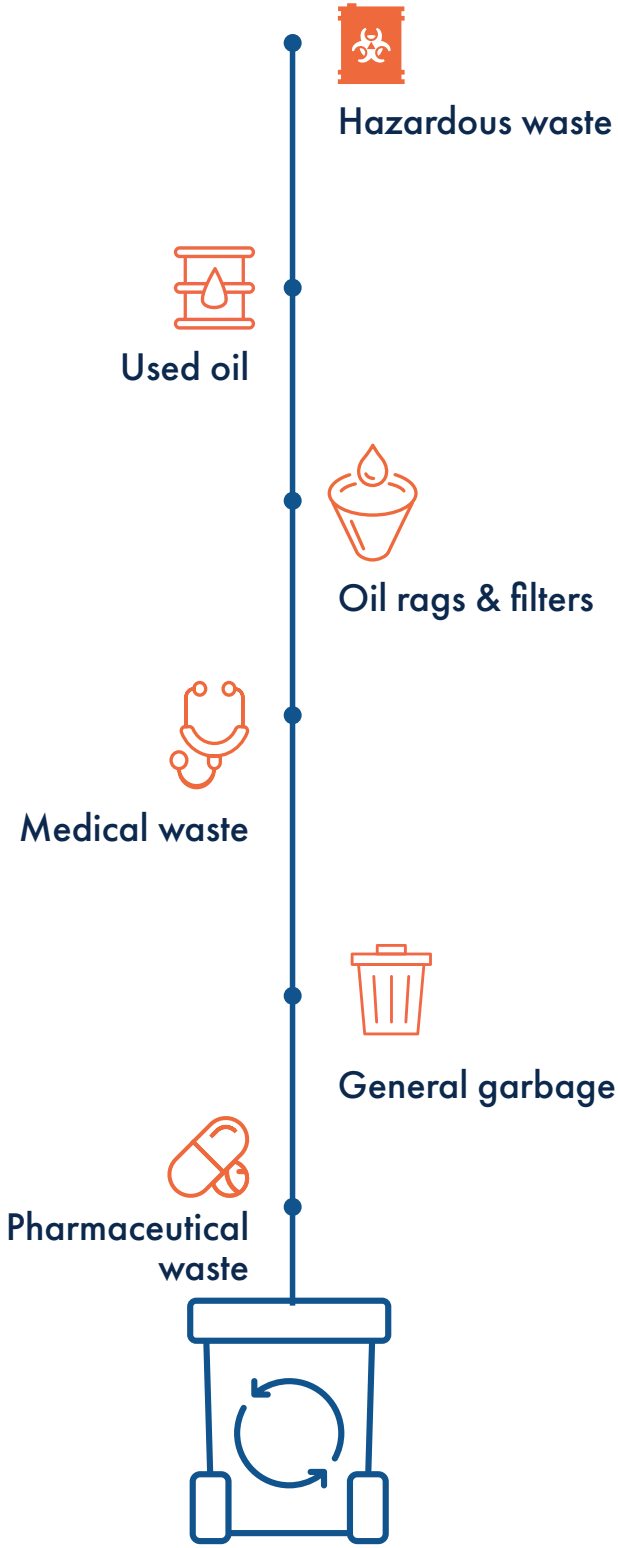 Hazardous waste
Used oil
Oil rags & filters
Medical waste
General garbage
Pharmaceutical
waste